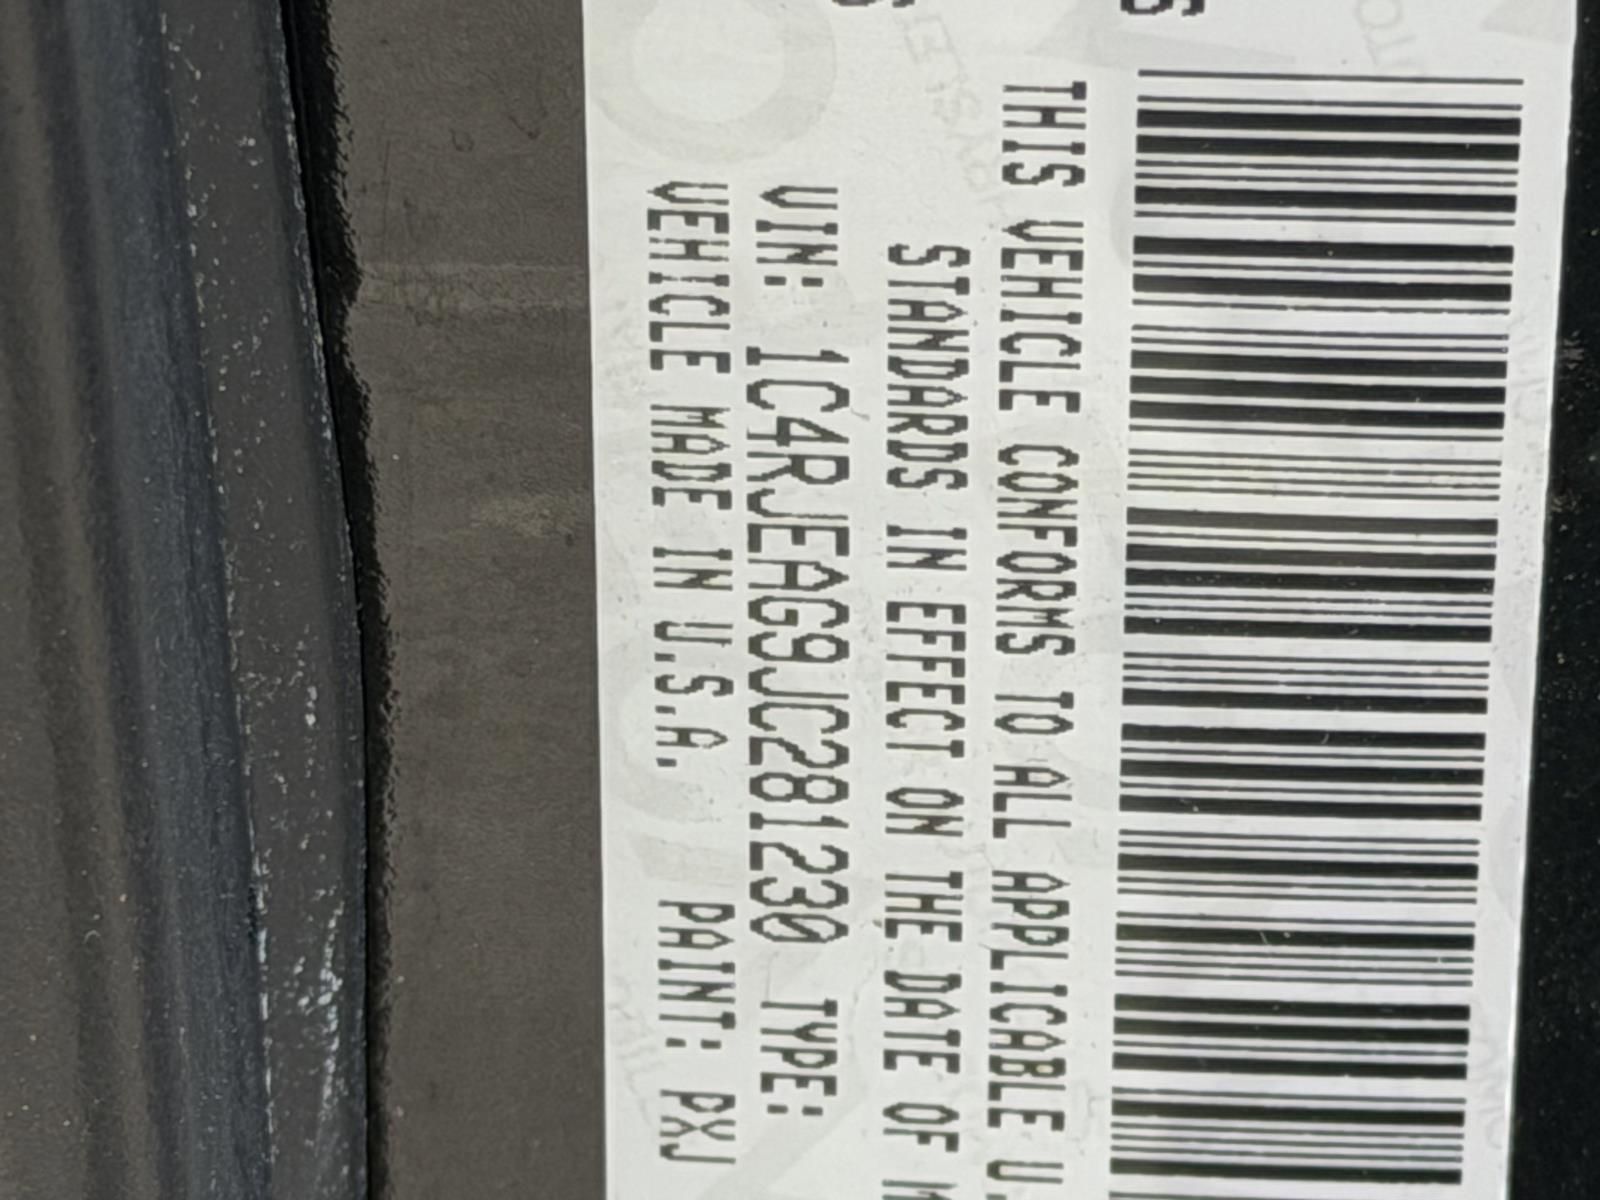 THIS VEHICLE CONFORMS TO ALL APPLICABLE U.
STANDARDS IN EFFECT ON THE DATE OF M
VIN: 1C4RJEAG9JC281230 TYPE:
VEHICLE MADE IN U.S.A. PAINT: PXJ